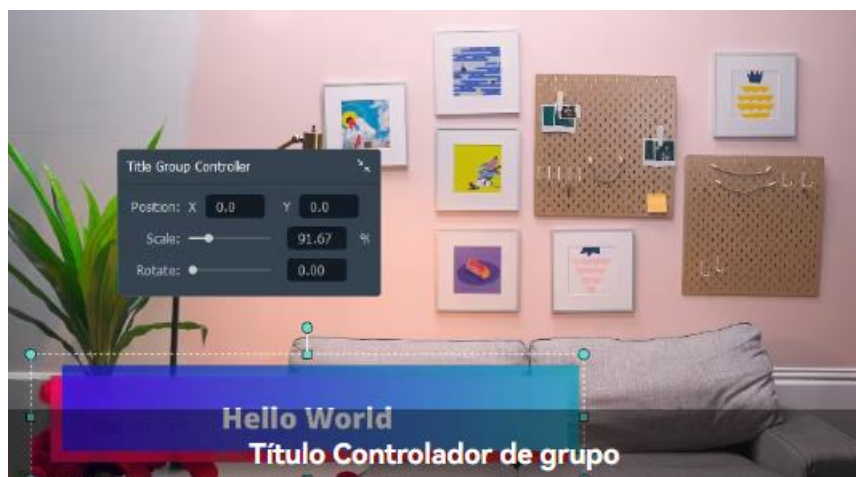 Title Group Controller
Position: X 0.0 Y 0.0
Scale: 91.67 %
Rotate: 0.00
Hello World
Título Controlador de grupo